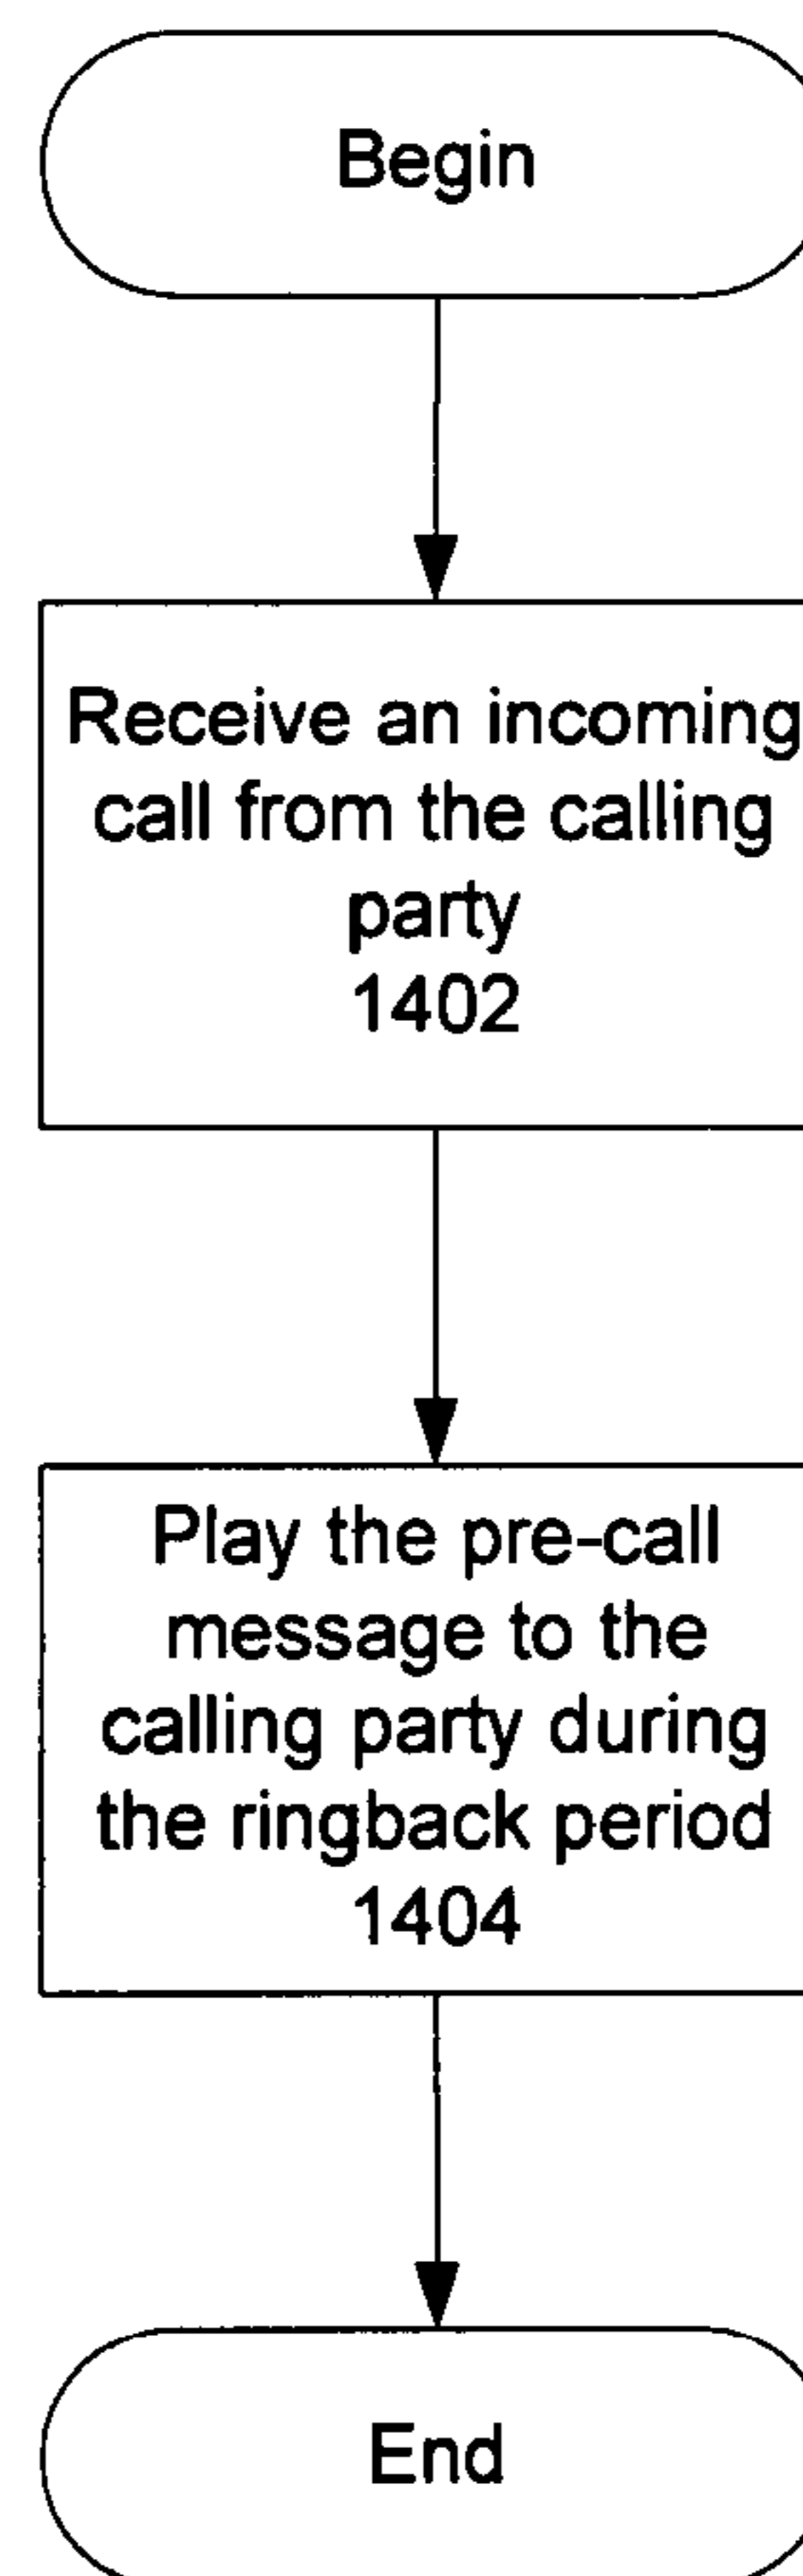 Begin
Receive an incoming
call from the calling
party
1402
Play the pre-call
message to the
calling party during
the ringback period
1404
End